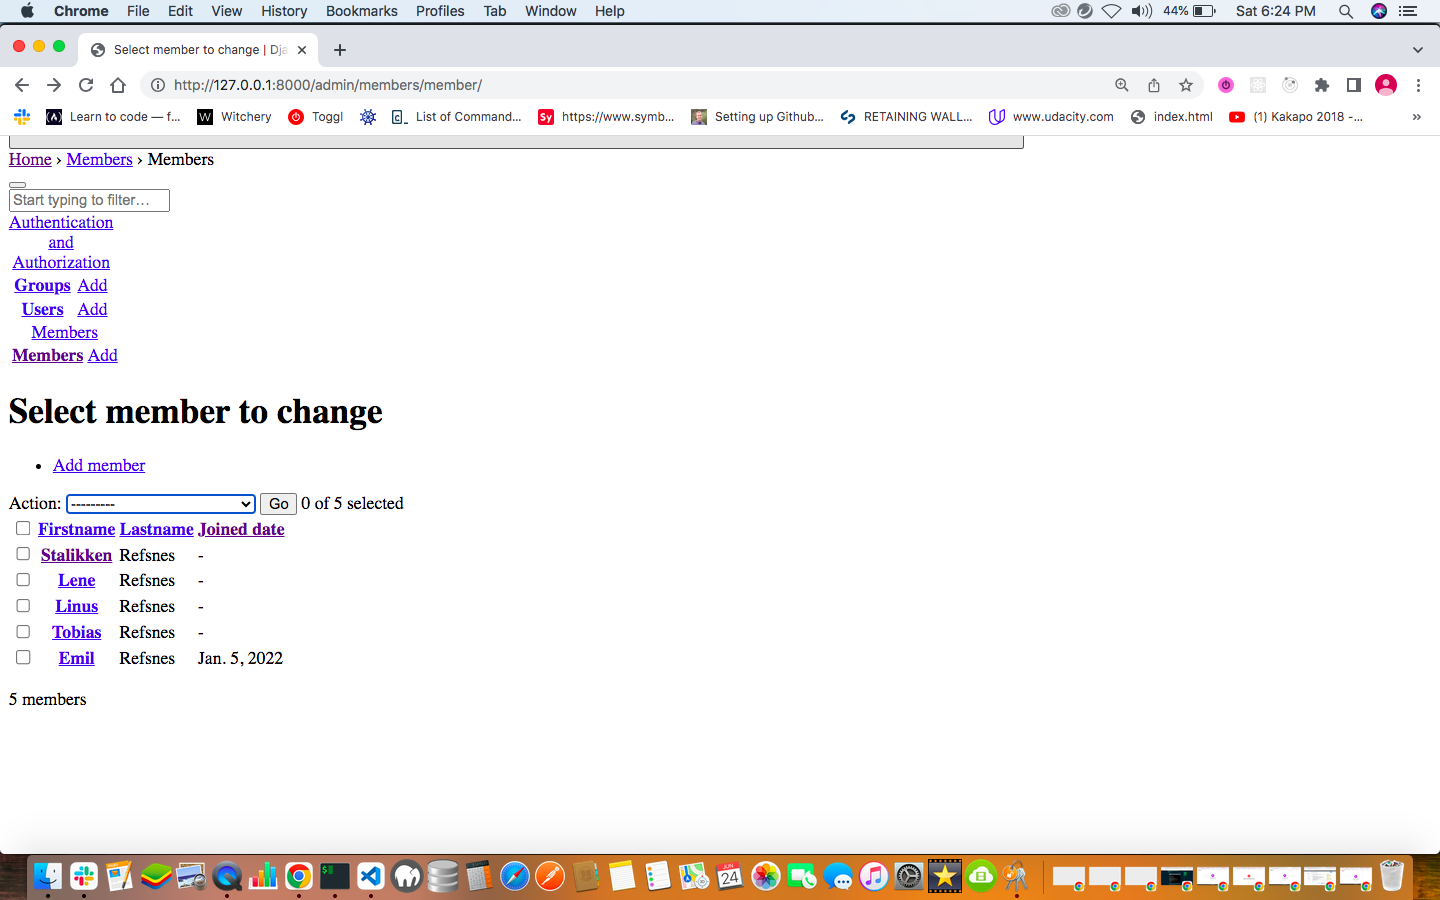 Chrome File Edit View History Bookmarks Profiles Tab Window Help 44% Sat 6:24 PM
Select member to change | Dja
http://127.0.0.1:8000/admin/members/member/
Learn to code — f... Witchery Toggl List of Command... https://www.symb... Setting up Github... RETAINING WALL... www.udacity.com index.html (1) Kakapo 2018 -...
Home › Members › Members
Start typing to filter...
Authentication
and
Authorization
Groups Add
Users Add
Members
Members Add
Select member to change
• Add member
Action: --------- Go 0 of 5 selected
Firstname Lastname Joined date
Stalikken Refsnes -
Lene Refsnes -
Linus Refsnes -
Tobias Refsnes -
Emil Refsnes Jan. 5, 2022
5 members
JUN
24